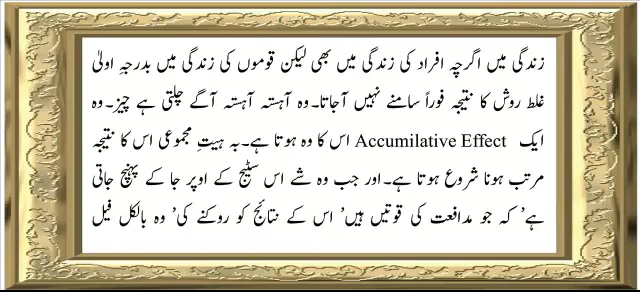 زندگی میں اگرچہ افراد کی زندگی میں بھی لیکن قوموں کی زندگی میں بدرجہِ اولیٰ
غلط روش کا نتیجہ فوراً سامنے نہیں آجاتا۔وہ آہستہ آہستہ آگے چلتی ہے چیز۔وہ
ایک Accumilative Effect اس کا وہ ہوتا ہے۔بہ ہیتِ مجموعی اس کا نتیجہ
مرتب ہونا شروع ہوتا ہے۔اور جب وہ شے اس سٹیج کے اوپر جا کے پہنچ جاتی
ہے’ کہ جو مدافعت کی قوتیں ہیں’ اس کے نتائج کو روکنے کی’ وہ بالکل فیل